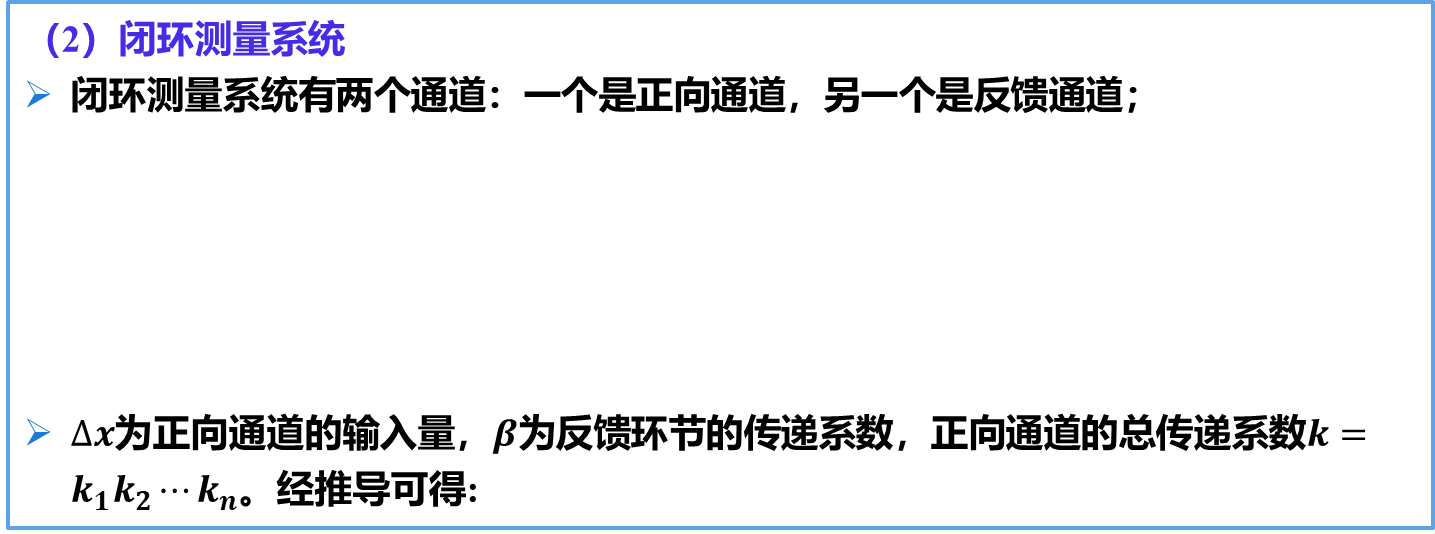 （2）闭环测量系统
➢ 闭环测量系统有两个通道：一个是正向通道，另一个是反馈通道；
➢ Δx为正向通道的输入量，β为反馈环节的传递系数，正向通道的总传递系数k =
k₁k₂ ⋯ kₙ。经推导可得：